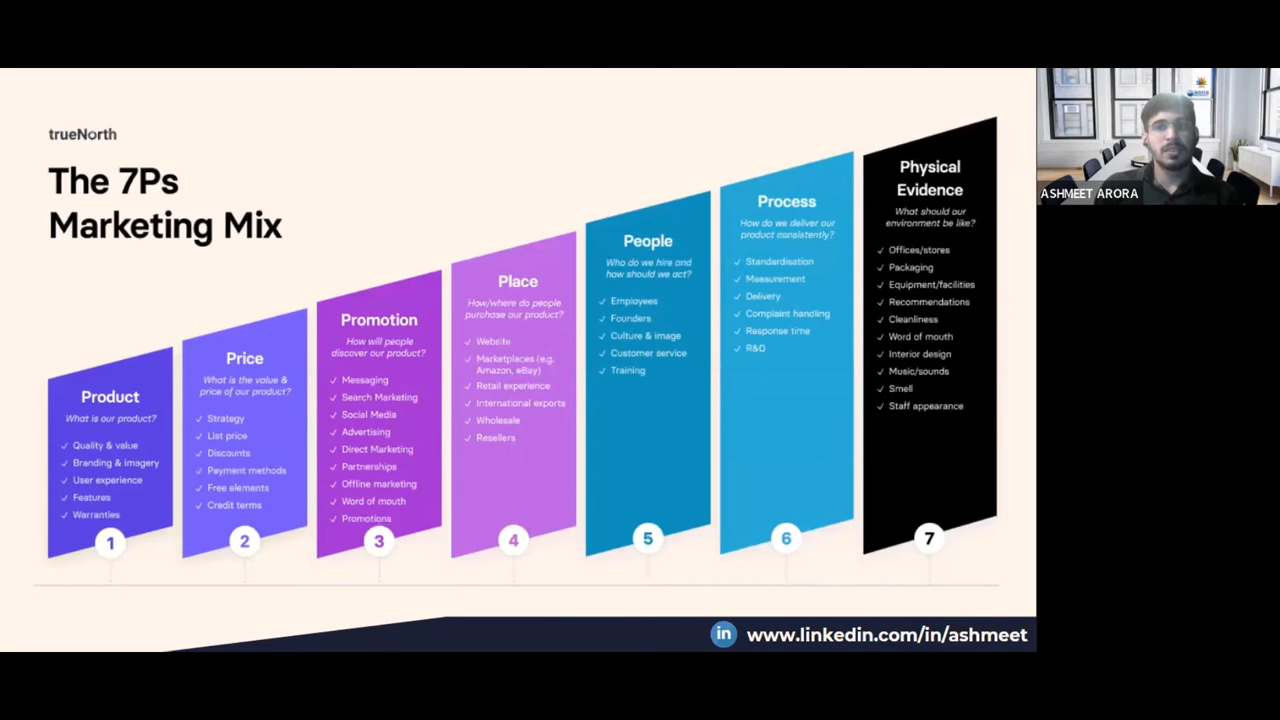 trueNorth
The 7Ps
Marketing Mix
Product
What is our product?
✓ Quality & value
✓ Branding & imagery
✓ User experience
✓ Features
✓ Warranties
1
Price
What is the value &
price of our product?
✓ Strategy
✓ List price
✓ Discounts
✓ Payment methods
✓ Free elements
✓ Credit terms
2
Promotion
How will people
discover our product?
✓ Messaging
✓ Search Marketing
✓ Social Media
✓ Advertising
✓ Direct Marketing
✓ Partnerships
✓ Offline marketing
✓ Word of mouth
✓ Promotions
3
Place
How/where do people
purchase our product?
✓ Website
✓ Marketplaces (e.g.
Amazon, eBay)
✓ Retail experience
✓ International exports
✓ Wholesale
✓ Resellers
4
People
Who do we hire and
how should we act?
✓ Employees
✓ Founders
✓ Culture & image
✓ Customer service
✓ Training
5
Process
How do we deliver our
product consistently?
✓ Standardisation
✓ Measurement
✓ Delivery
✓ Complaint handling
✓ Response time
✓ R&D
6
Physical
Evidence
What should our
environment be like?
✓ Offices/stores
✓ Packaging
✓ Equipment/facilities
✓ Recommendations
✓ Cleanliness
✓ Word of mouth
✓ Interior design
✓ Music/sounds
✓ Smell
✓ Staff appearance
7
in www.linkedin.com/in/ashmeet
ASHMEET ARORA